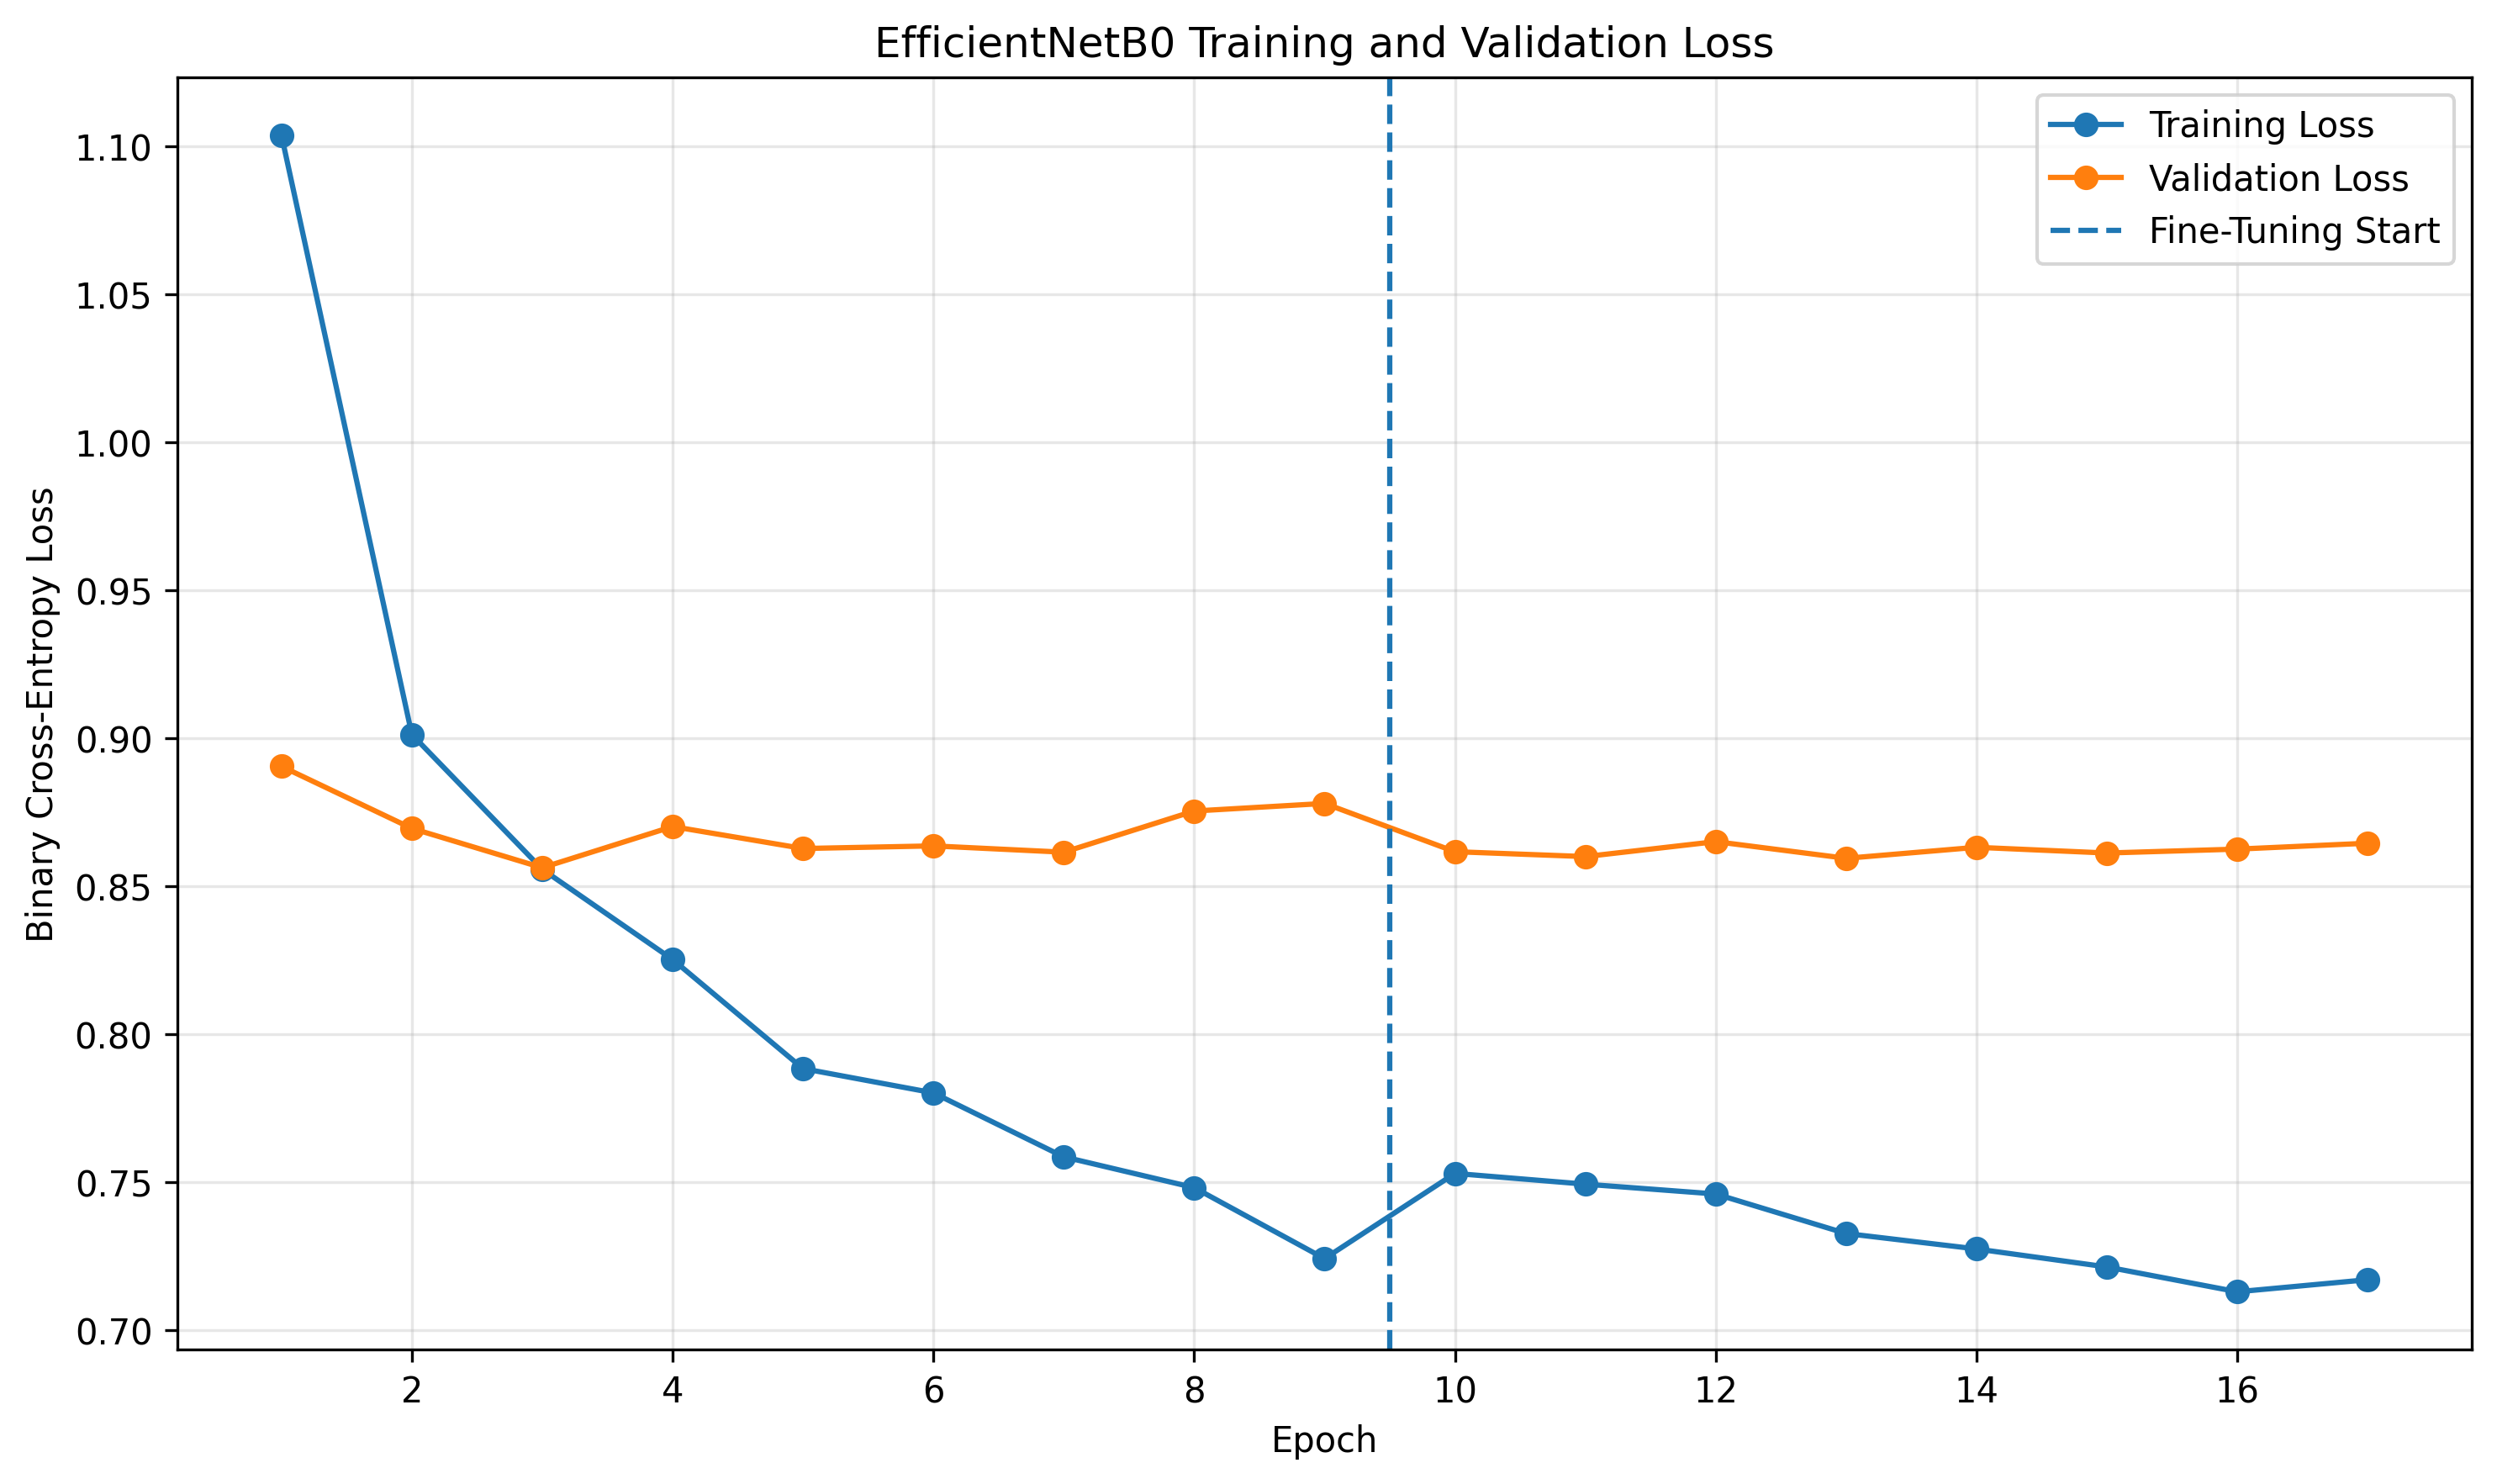 EfficientNetB0 Training and Validation Loss
Training Loss
Validation Loss
Fine-Tuning Start
Binary Cross-Entropy Loss
1.10
1.05
1.00
0.95
0.90
0.85
0.80
0.75
0.70
2 4 6 8 10 12 14 16
Epoch